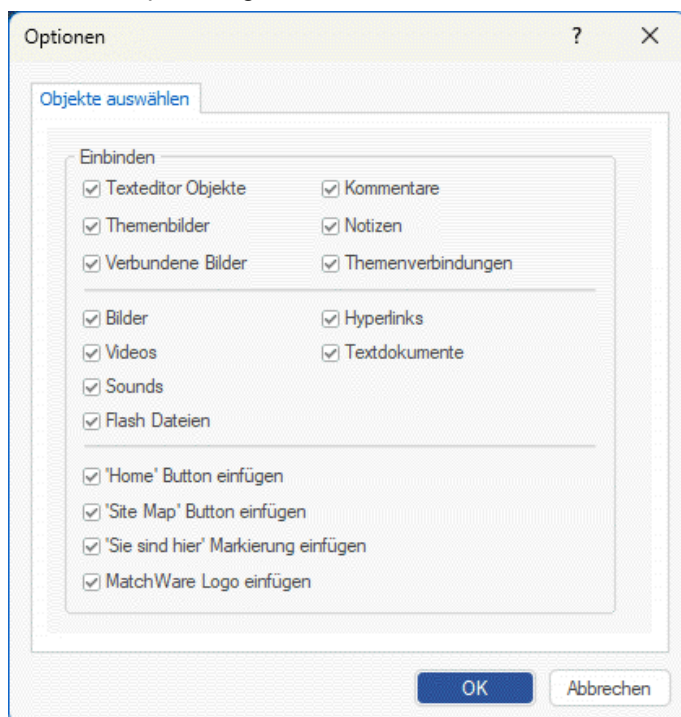 Optionen ? ×
Objekte auswählen
Einbinden
Texteditor Objekte Kommentare
Themenbilder Notizen
Verbundene Bilder Themenverbindungen
Bilder Hyperlinks
Videos Textdokumente
Sounds
Flash Dateien
'Home' Button einfügen
'Site Map' Button einfügen
'Sie sind hier' Markierung einfügen
MatchWare Logo einfügen
OK Abbrechen